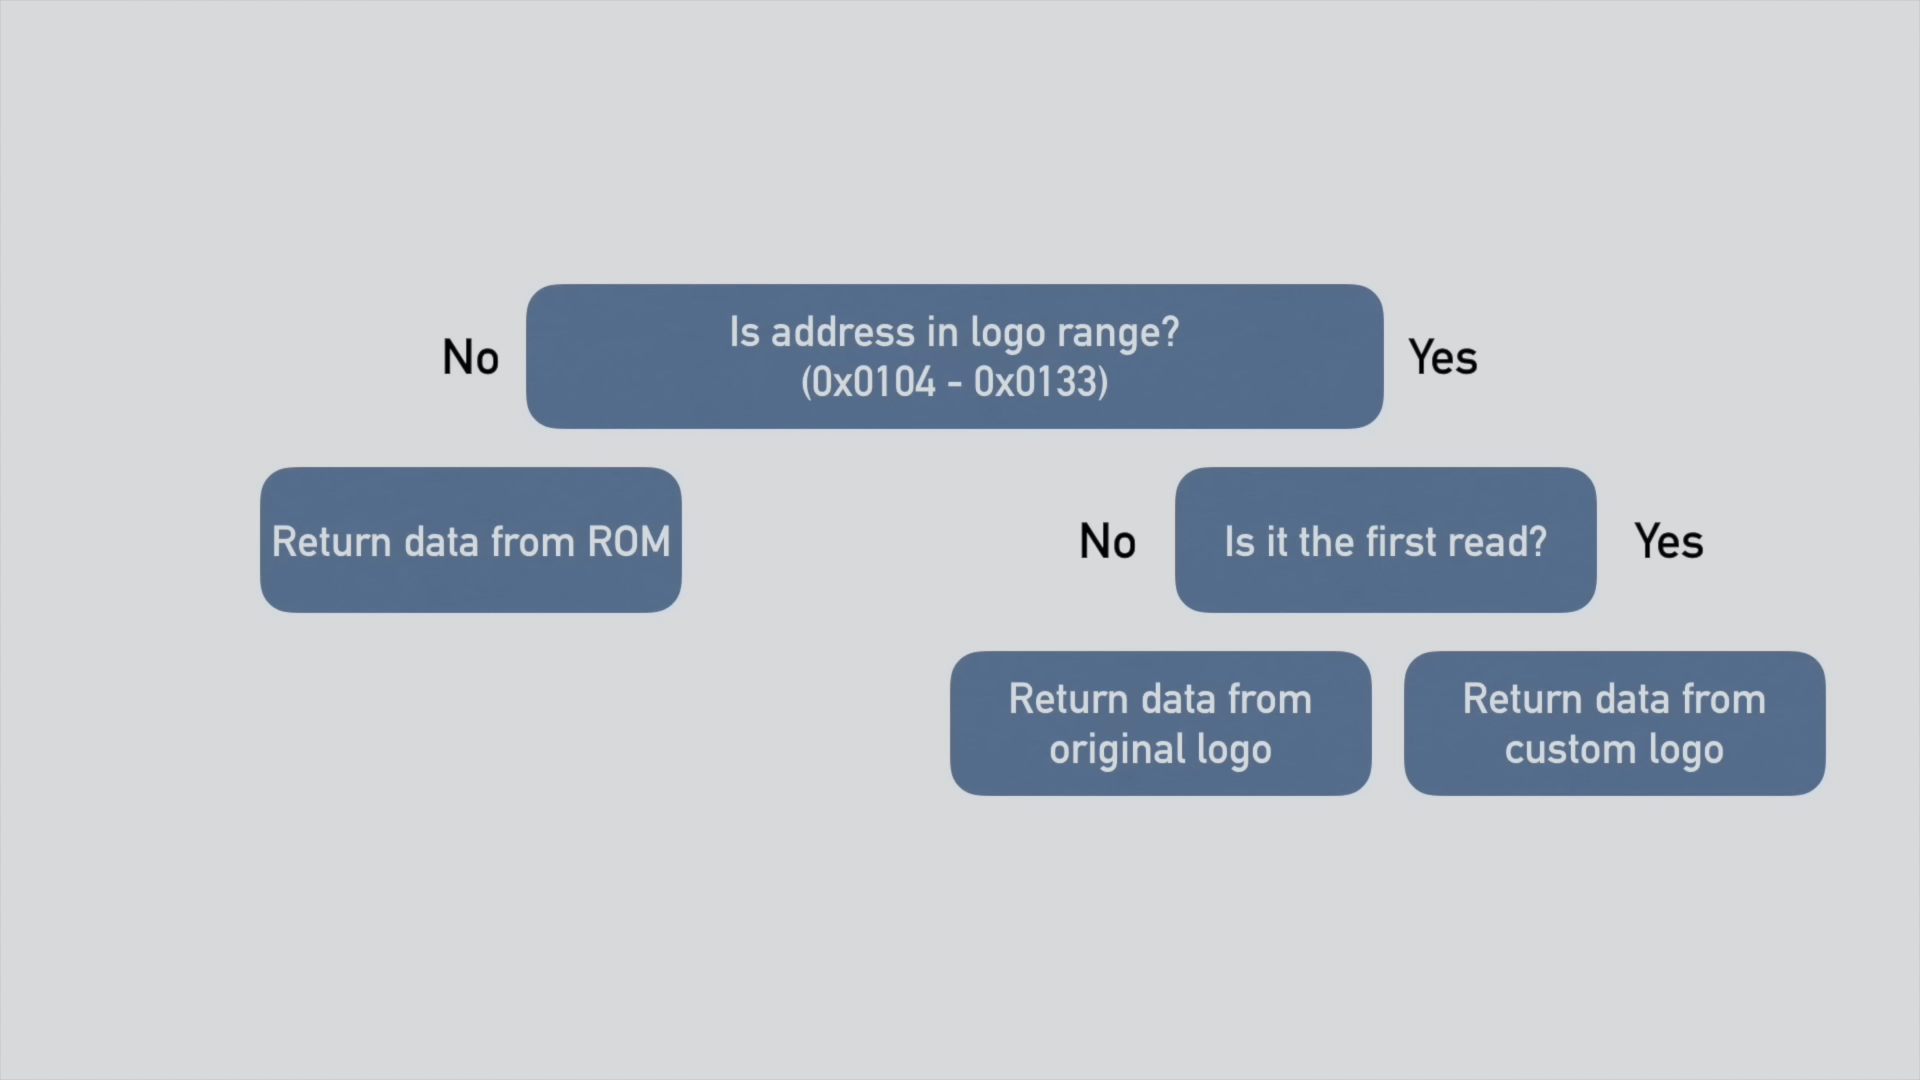 No
Is address in logo range?
(0x0104 - 0x0133)
Yes
Return data from ROM
No
Is it the first read?
Yes
Return data from
original logo
Return data from
custom logo